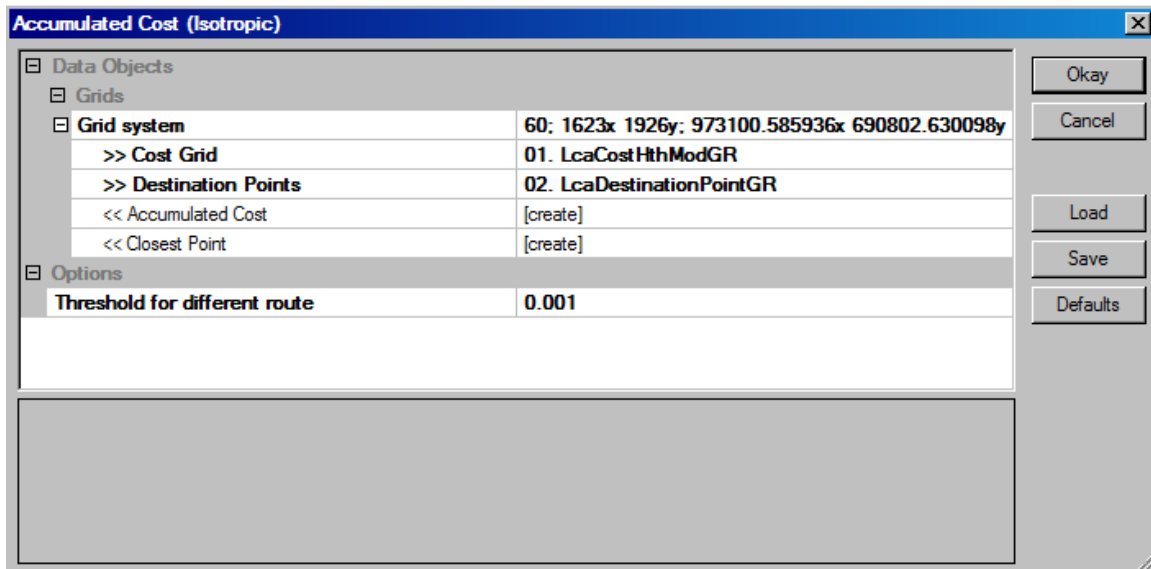 Accumulated Cost (Isotropic)
Data Objects
Grids
Grid system 60; 1623x 1926y; 973100.585936x 690802.630098y
>> Cost Grid 01. LcaCostHthModGR
>> Destination Points 02. LcaDestinationPointGR
<< Accumulated Cost [create]
<< Closest Point [create]
Options
Threshold for different route 0.001
Okay
Cancel
Load
Save
Defaults